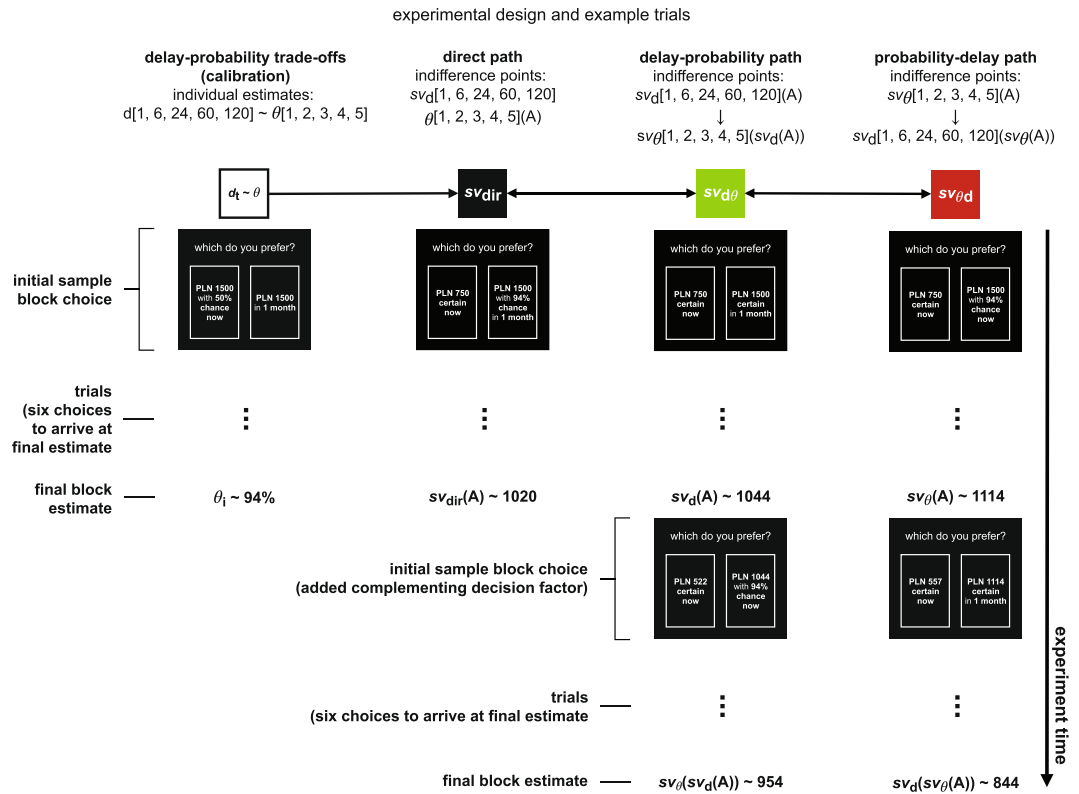 experimental design and example trials
delay-probability trade-offs
(calibration)
individual estimates:
d[1, 6, 24, 60, 120] ~ θ[1, 2, 3, 4, 5]
direct path
indifference points:
svd[1, 6, 24, 60, 120]
θ[1, 2, 3, 4, 5](A)
delay-probability path
indifference points:
svd[1, 6, 24, 60, 120](A)
↓
svθ[1, 2, 3, 4, 5](svd(A))
probability-delay path
indifference points:
svθ[1, 2, 3, 4, 5](A)
↓
svd[1, 6, 24, 60, 120](svθ(A))
dt ~ θ
svdir
svdθ
svθd
initial sample
block choice
which do you prefer?
PLN 1500
with 50%
chance
now
PLN 1500
in 1 month
which do you prefer?
PLN 750
certain
now
PLN 1500
with 94%
chance
in 1 month
which do you prefer?
PLN 750
certain
now
PLN 1500
certain
in 1 month
which do you prefer?
PLN 750
certain
now
PLN 1500
with 94%
chance
now
trials
(six choices
to arrive at
final estimate
final block
estimate
θi ~ 94%
svdir(A) ~ 1020
svd(A) ~ 1044
svθ(A) ~ 1114
initial sample block choice
(added complementing decision factor)
which do you prefer?
PLN 522
certain
now
PLN 1044
with 94%
chance
now
which do you prefer?
PLN 557
certain
now
PLN 1114
certain
in 1 month
trials
(six choices to arrive at final estimate
final block estimate
svθ(svd(A)) ~ 954
svd(svθ(A)) ~ 844
experiment time